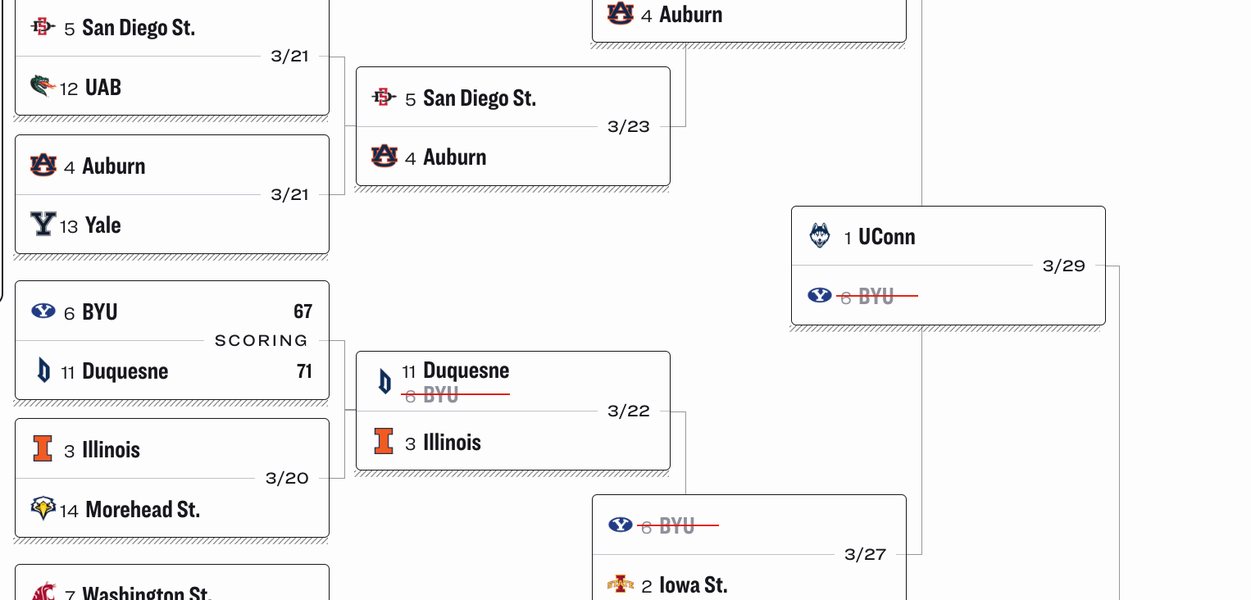 5 San Diego St.
3/21
12 UAB
4 Auburn
3/21
13 Yale
6 BYU 67
SCORING
11 Duquesne 71
3 Illinois
3/20
14 Morehead St.
7 Washington St.
5 San Diego St.
3/23
4 Auburn
11 Duquesne
6 BYU
3/22
3 Illinois
4 Auburn
6 BYU
3/27
2 Iowa St.
1 UConn
3/29
6 BYU